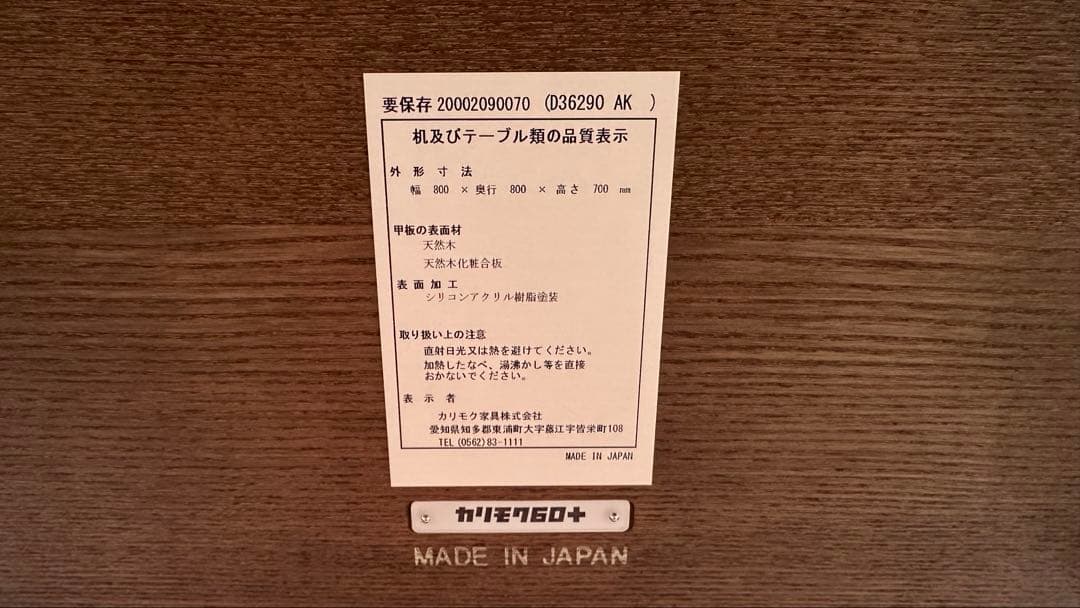 要保存 20002090070 (D36290 AK )
机及びテーブル類の品質表示
外形寸法
幅 800 × 奥行 800 × 高さ 700 mm
甲板の表面材
天然木
天然木化粧合板
表面加工
シリコンアクリル樹脂塗装
取り扱い上の注意
直射日光又は熱を避けてください。
加熱したなべ、湯沸かし等を直接
おかないでください。
表示者
カリモク家具株式会社
愛知県知多郡東浦町大字藤江字皆栄町108
TEL (0562)83-1111
MADE IN JAPAN
カリモク60+
MADE IN JAPAN